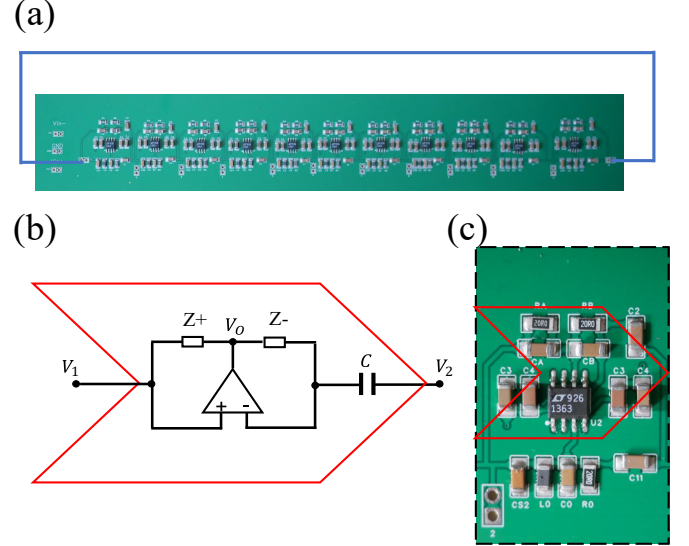 (a)
(b)
Z+
V_O
Z-
C
V_1
V_2
+
-
(c)
RA
RB
C2
20R0
20R0
CA
CB
C3
C4
926
1363
C3
C4
U2
C11
CS2
L0
C0
R0
2